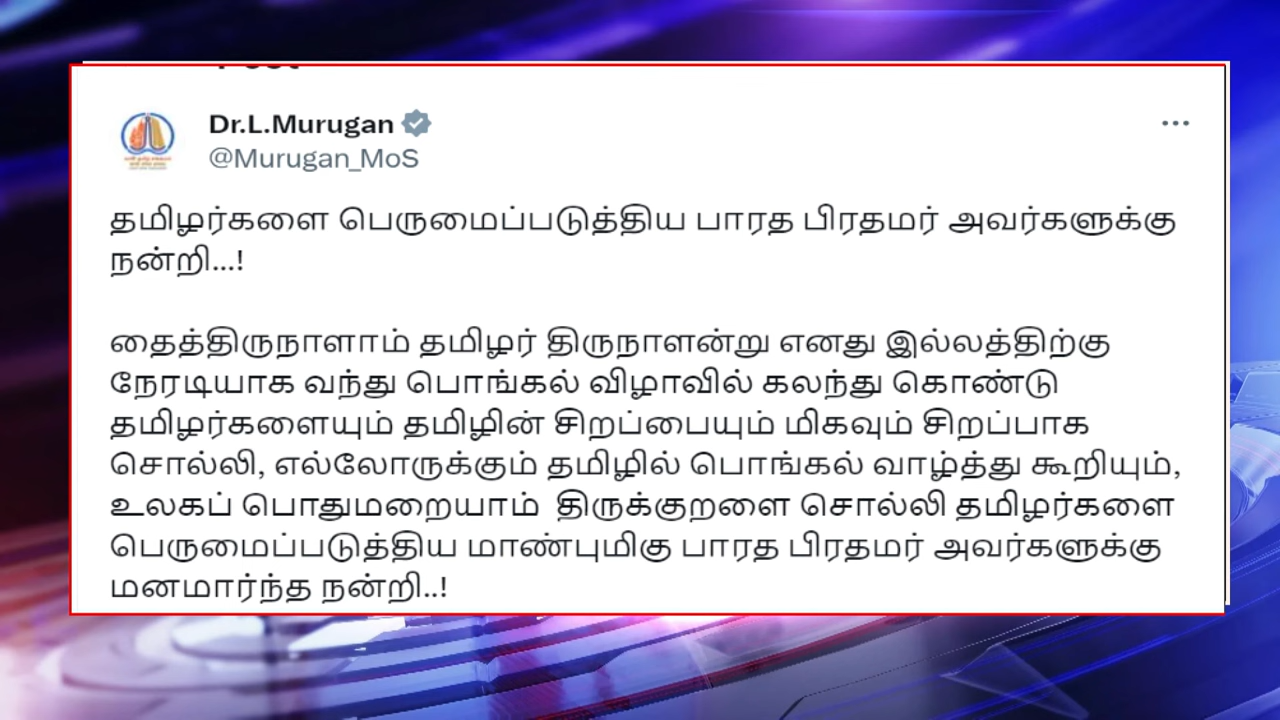 Dr.L.Murugan
@Murugan_MoS
தமிழர்களை பெருமைப்படுத்திய பாரத பிரதமர் அவர்களுக்கு
நன்றி...!
தைத்திருநாளாம் தமிழர் திருநாளன்று எனது இல்லத்திற்கு
நேரடியாக வந்து பொங்கல் விழாவில் கலந்து கொண்டு
தமிழர்களையும் தமிழின் சிறப்பையும் மிகவும் சிறப்பாக
சொல்லி, எல்லோருக்கும் தமிழில் பொங்கல் வாழ்த்து கூறியும்,
உலகப் பொதுமறையாம்  திருக்குறளை சொல்லி தமிழர்களை
பெருமைப்படுத்திய மாண்புமிகு பாரத பிரதமர் அவர்களுக்கு
மனமார்ந்த நன்றி..!